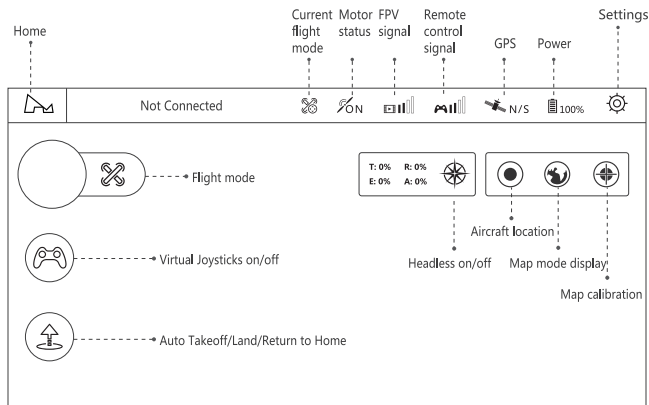 Home
Current flight mode
Motor status
FPV signal
Remote control signal
GPS
Power
Settings
Not Connected
ON
N/S
100%
T: 0% R: 0%
E: 0% A: 0%
Flight mode
Aircraft location
Virtual Joysticks on/off
Headless on/off
Map mode display
Map calibration
Auto Takeoff/Land/Return to Home